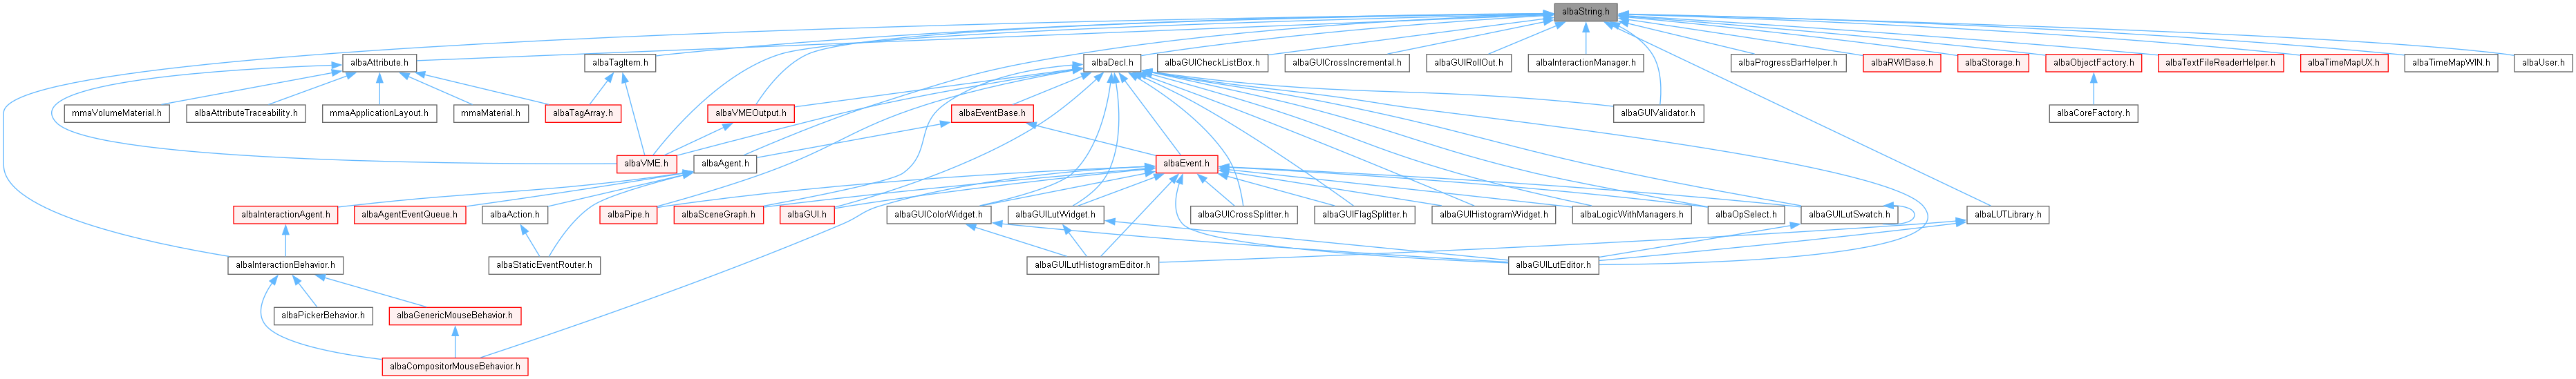 albaString.h
albaAttribute.h
albaTagItem.h
albaDecl.h
albaGUICheckListBox.h
albaGUICrossIncremental.h
albaGUIRollOut.h
albaInteractionManager.h
albaProgressBarHelper.h
albaRWIBase.h
albaStorage.h
albaObjectFactory.h
albaTextFileReaderHelper.h
albaTimeMapUX.h
albaTimeMapWIN.h
albaUser.h
mmaVolumeMaterial.h
albaAttributeTraceability.h
mmaApplicationLayout.h
mmaMaterial.h
albaTagArray.h
albaVMEOutput.h
albaEventBase.h
albaGUIValidator.h
albaCoreFactory.h
albaVME.h
albaAgent.h
albaEvent.h
albaInteractionAgent.h
albaAgentEventQueue.h
albaAction.h
albaPipe.h
albaSceneGraph.h
albaGUI.h
albaGUIColorWidget.h
albaGUILutWidget.h
albaGUICrossSplitter.h
albaGUIFlagSplitter.h
albaGUIHistogramWidget.h
albaLogicWithManagers.h
albaOpSelect.h
albaGUILutSwatch.h
albaLUTLibrary.h
albaInteractionBehavior.h
albaStaticEventRouter.h
albaGUILutHistogramEditor.h
albaGUILutEditor.h
albaPickerBehavior.h
albaGenericMouseBehavior.h
albaCompositorMouseBehavior.h